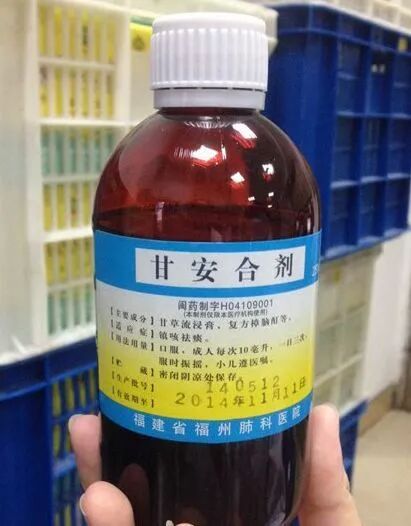 甘安合剂
闽药制字H04109001
(本制剂仅限本医疗机构使用)
【主要成分】甘草流浸膏、复方樟脑酊等。
【适应症】镇咳祛痰。
【用法用量】口服，成人每次10毫升，一日三次，
服时振摇，小儿遵医嘱。
【贮藏】密闭阴凉处保存。
【生产批号】140512
【有效期至】2014年11月11日
福建省福州肺科医院